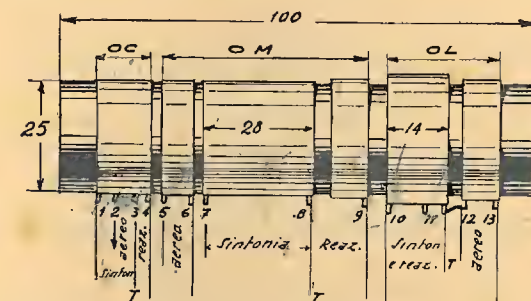 100
OC OM OL
25 28 14
1 2 3 4 5 6 7 8 9 10 11 12 13
aereo
reaz.
aereo
Sintonia Reaz.
Sinton
e reaz. T
aereo
Sinton
T T